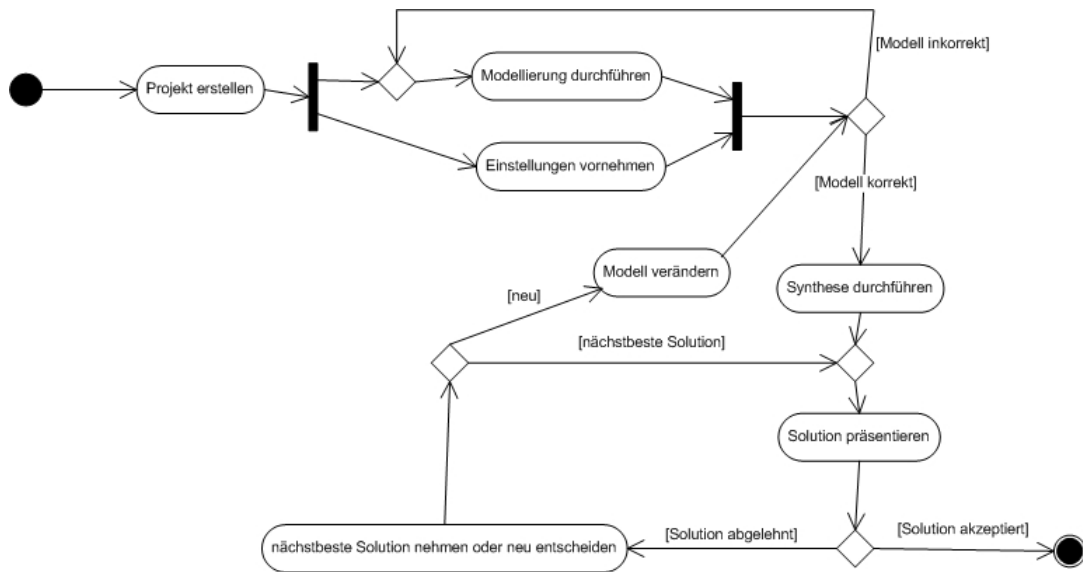 [Modell inkorrekt]
Modellierung durchführen
Projekt erstellen
Einstellungen vornehmen
[Modell korrekt]
Modell verändern
Synthese durchführen
[neu]
[nächstbeste Solution]
Solution präsentieren
[Solution abgelehnt]
[Solution akzeptiert]
nächstbeste Solution nehmen oder neu entscheiden